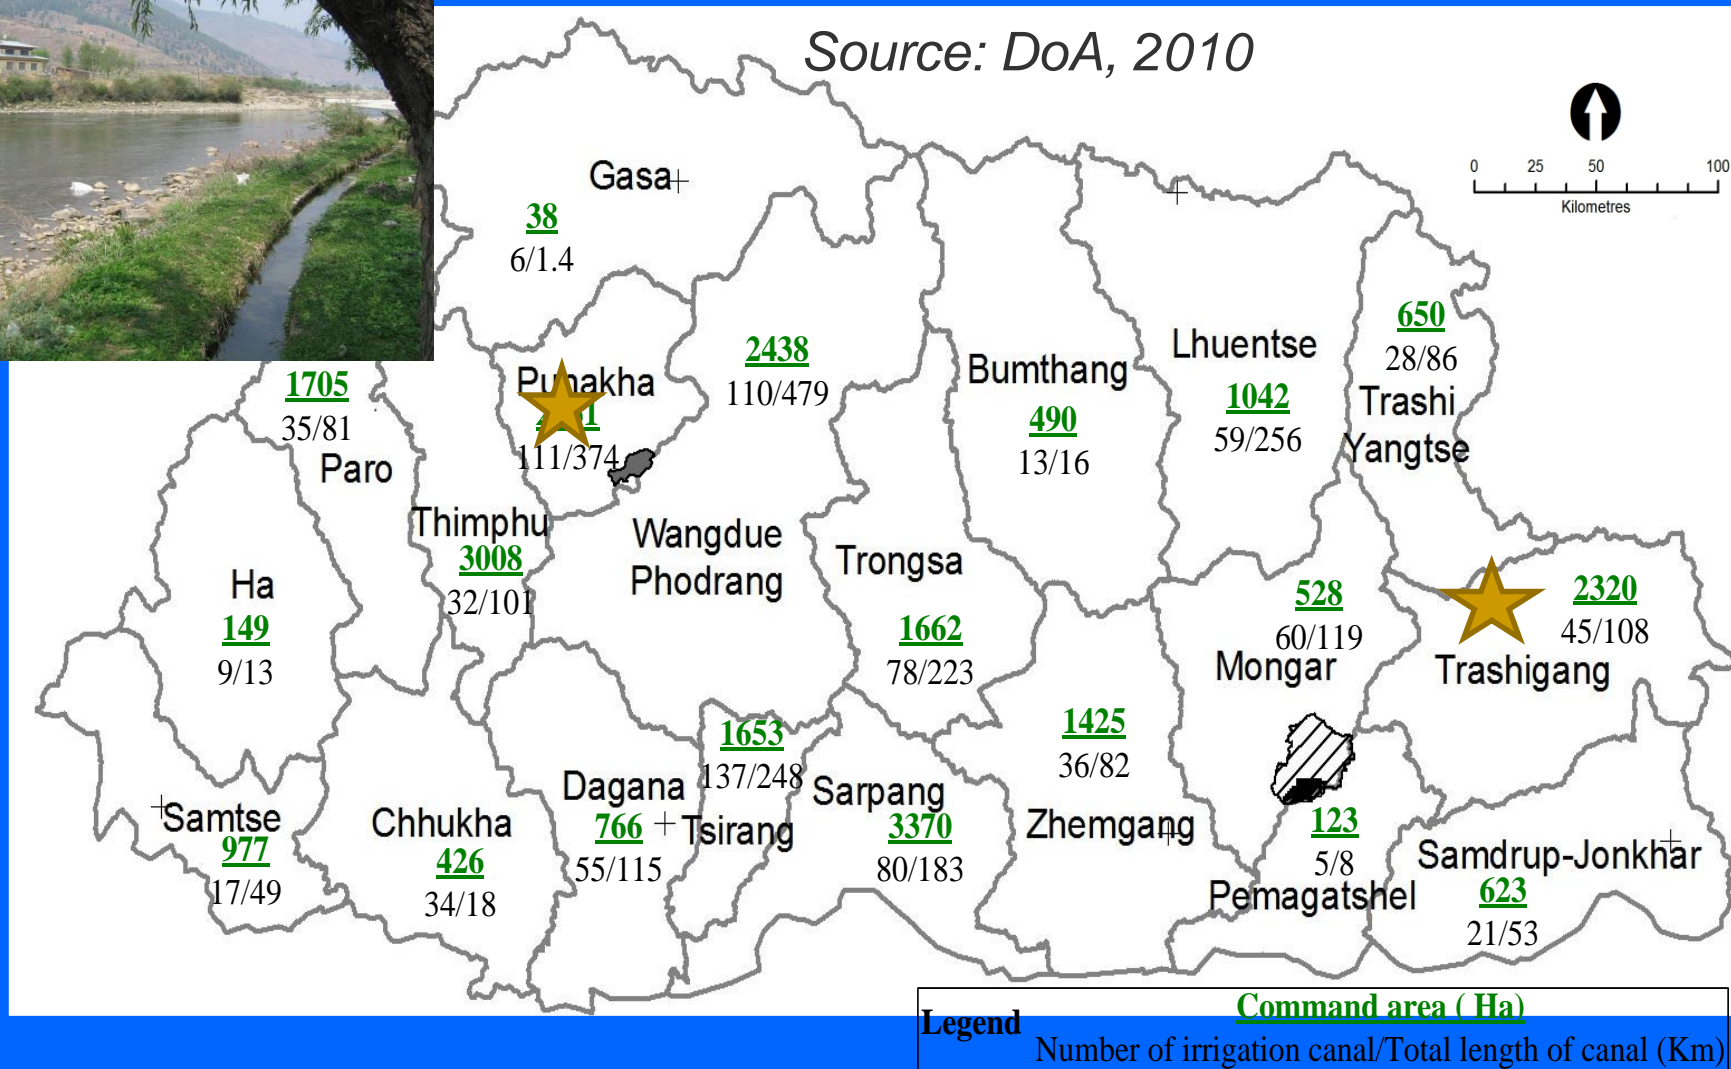 Source: DoA, 2010
0 25 50 100
Kilometres
Gasa
38
6/1.4
1705
35/81
Paro
Punakha
111/374
2438
110/479
Wangdue
Phodrang
Bumthang
490
13/16
Lhuentse
1042
59/256
650
28/86
Trashi
Yangtse
Thimphu
3008
32/101
Ha
149
9/13
Trongsa
1662
78/223
528
60/119
Mongar
2320
45/108
Trashigang
Samtse
977
17/49
Chhukha
426
34/18
Dagana
766
55/115
1653
137/248
Tsirang
Sarpang
3370
80/183
1425
36/82
Zhemgang
123
5/8
Pemagatshel
Samdrup-Jonkhar
623
21/53
Legend
Command area ( Ha)
Number of irrigation canal/Total length of canal (Km)